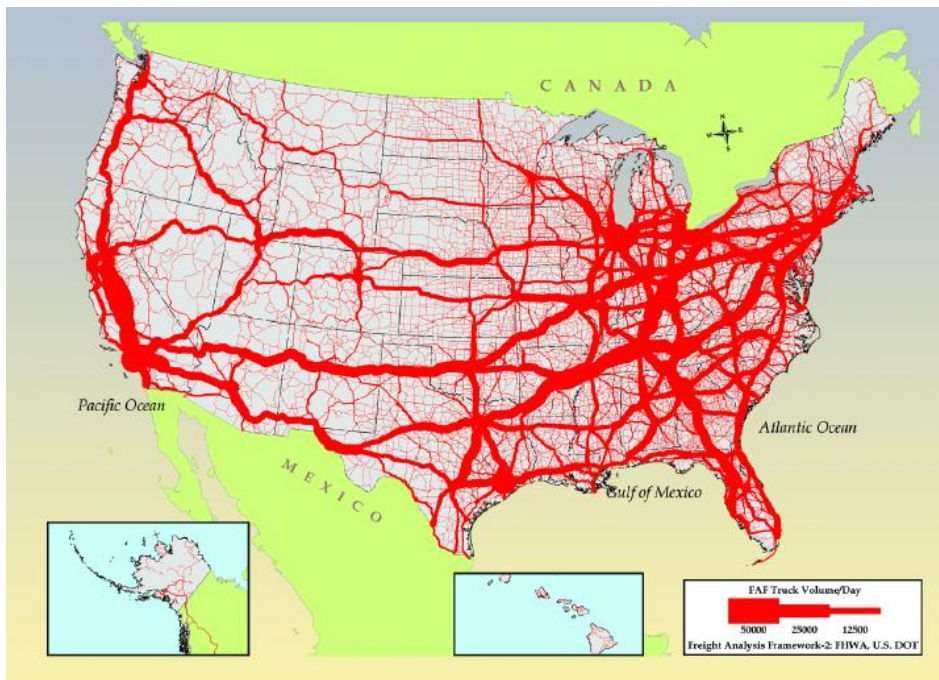 CANADA
N
W E
S
Pacific Ocean
Atlantic Ocean
MEXICO
Gulf of Mexico
FAF Truck Volume/Day
50000 25000 12500
Freight Analysis Framework-2: FHWA, U.S. DOT